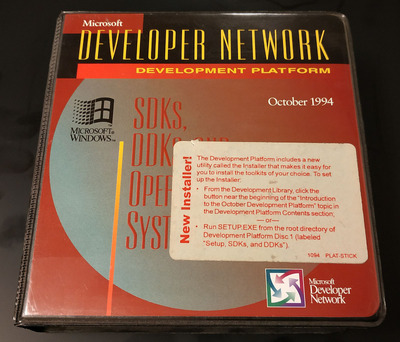 Microsoft
DEVELOPER NETWORK
DEVELOPMENT PLATFORM
October 1994
MICROSOFT®
WINDOWS™
SDKS,
DDKS, AND
OPER
SYST
New Installer!
The Development Platform includes a new
utility called the Installer that makes it easy for
you to install the toolkits of your choice. To set
up the Installer:
• From the Development Library, click the
button near the beginning of the "Introduction
to the October Development Platform" topic in
the Development Platform Contents section;
— or—
• Run SETUP.EXE from the root directory of
Development Platform Disc 1 (labeled
"Setup, SDKs, and DDKs").
1094 PLAT-STICK
Microsoft
Developer
Network